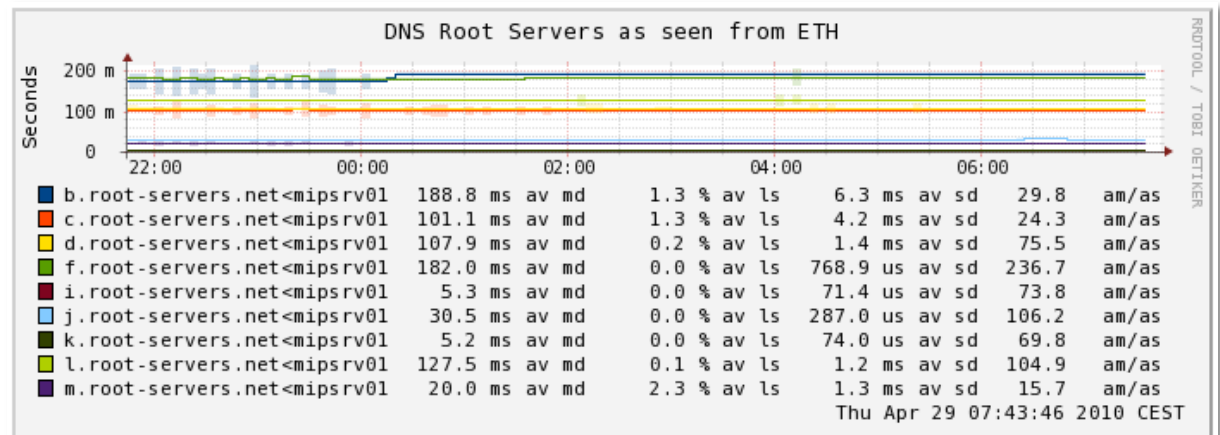 DNS Root Servers as seen from ETH
RRDTOOL / TOBI OETIKER
Seconds
200 m
100 m
0
22:00 00:00 02:00 04:00 06:00
b.root-servers.net<mipsrv01 188.8 ms av md 1.3 % av ls 6.3 ms av sd 29.8 am/as
c.root-servers.net<mipsrv01 101.1 ms av md 1.3 % av ls 4.2 ms av sd 24.3 am/as
d.root-servers.net<mipsrv01 107.9 ms av md 0.2 % av ls 1.4 ms av sd 75.5 am/as
f.root-servers.net<mipsrv01 182.0 ms av md 0.0 % av ls 768.9 us av sd 236.7 am/as
i.root-servers.net<mipsrv01 5.3 ms av md 0.0 % av ls 71.4 us av sd 73.8 am/as
j.root-servers.net<mipsrv01 30.5 ms av md 0.0 % av ls 287.0 us av sd 106.2 am/as
k.root-servers.net<mipsrv01 5.2 ms av md 0.0 % av ls 74.0 us av sd 69.8 am/as
l.root-servers.net<mipsrv01 127.5 ms av md 0.1 % av ls 1.2 ms av sd 104.9 am/as
m.root-servers.net<mipsrv01 20.0 ms av md 2.3 % av ls 1.3 ms av sd 15.7 am/as
Thu Apr 29 07:43:46 2010 CEST